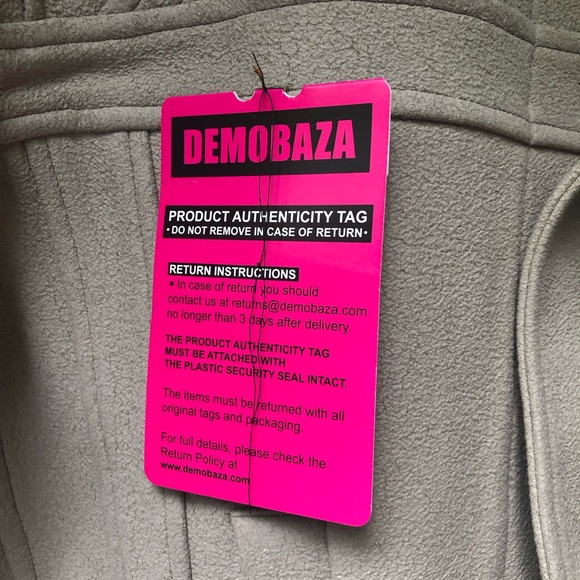 DEMOBAZA
PRODUCT AUTHENTICITY TAG
• DO NOT REMOVE IN CASE OF RETURN •
RETURN INSTRUCTIONS
• In case of return you should
contact us at returns@demobaza.com
no longer than 3 days after delivery.
THE PRODUCT AUTHENTICITY TAG
MUST BE ATTACHED WITH
THE PLASTIC SECURITY SEAL INTACT.
The items must be returned with all
original tags and packaging.
For full details, please check the
Return Policy at
www.demobaza.com